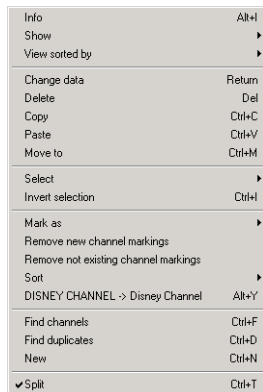 Info Alt+I
Show
View sorted by
Change data Return
Delete Del
Copy Ctrl+C
Paste Ctrl+V
Move to Ctrl+M
Select
Invert selection Ctrl+I
Mark as
Remove new channel markings
Remove not existing channel markings
Sort
DISNEY CHANNEL -> Disney Channel Alt+Y
Find channels Ctrl+F
Find duplicates Ctrl+D
New Ctrl+N
Split Ctrl+T